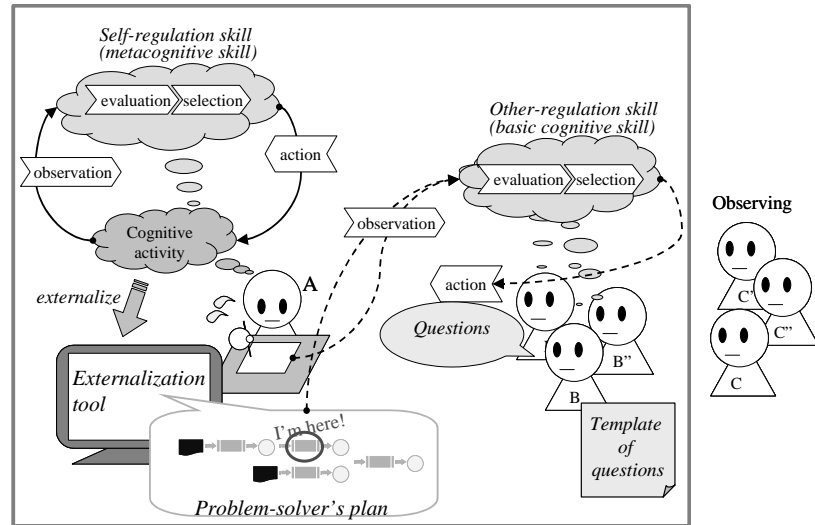 Self-regulation skill
(metacognitive skill)
evaluation
selection
observation
action
Cognitive
activity
externalize
A
Externalization
tool
I'm here!
Problem-solver's plan
Other-regulation skill
(basic cognitive skill)
evaluation
selection
observation
action
Questions
B''
B
Template
of
questions
Observing
C'
C''
C